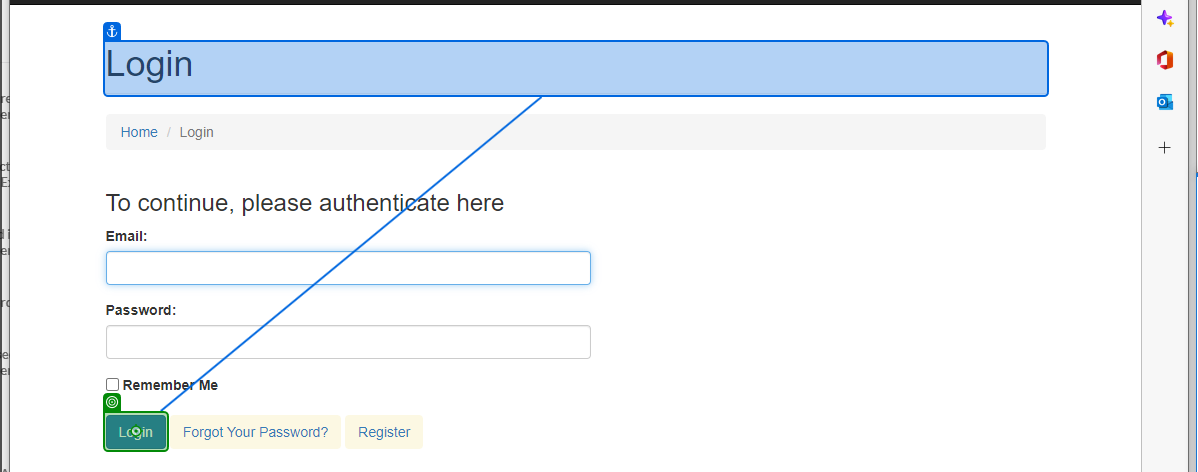 Login
Home / Login
To continue, please authenticate here
Email:
Password:
Remember Me
Login Forgot Your Password? Register